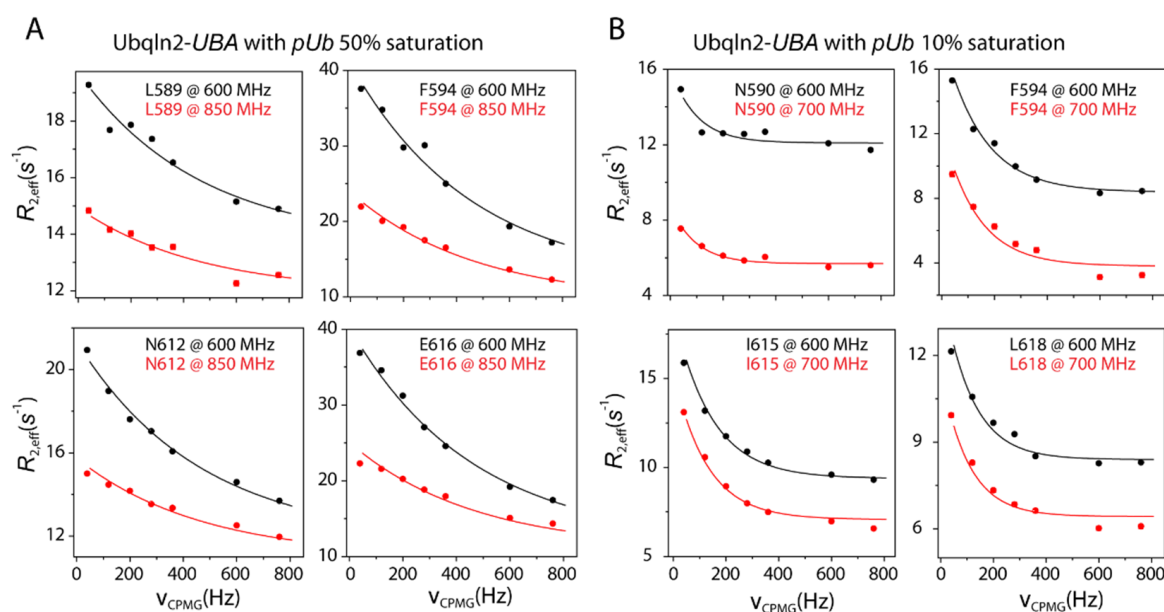 A
Ubqln2-UBA with pUb 50% saturation
B
Ubqln2-UBA with pUb 10% saturation
L589 @ 600 MHz
L589 @ 850 MHz
18
16
14
12
R2,eff(s-1)
F594 @ 600 MHz
F594 @ 850 MHz
40
30
20
10
N590 @ 600 MHz
N590 @ 700 MHz
16
12
8
4
R2,eff(s-1)
F594 @ 600 MHz
F594 @ 700 MHz
16
12
8
4
N612 @ 600 MHz
N612 @ 850 MHz
20
16
12
R2,eff(s-1)
0 200 400 600 800
νCPMG(Hz)
E616 @ 600 MHz
E616 @ 850 MHz
40
30
20
10
0 200 400 600 800
νCPMG(Hz)
I615 @ 600 MHz
I615 @ 700 MHz
15
10
5
R2,eff(s-1)
0 200 400 600 800
νCPMG(Hz)
L618 @ 600 MHz
L618 @ 700 MHz
12
9
6
0 200 400 600 800
νCPMG(Hz)